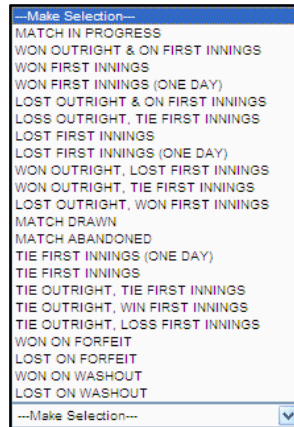 ---Make Selection---
MATCH IN PROGRESS
WON OUTRIGHT & ON FIRST INNINGS
WON FIRST INNINGS
WON FIRST INNINGS (ONE DAY)
LOST OUTRIGHT & ON FIRST INNINGS
LOSS OUTRIGHT, TIE FIRST INNINGS
LOST FIRST INNINGS
LOST FIRST INNINGS (ONE DAY)
WON OUTRIGHT, LOST FIRST INNINGS
WON OUTRIGHT, TIE FIRST INNINGS
LOST OUTRIGHT, WON FIRST INNINGS
MATCH DRAWN
MATCH ABANDONED
TIE FIRST INNINGS (ONE DAY)
TIE FIRST INNINGS
TIE OUTRIGHT, TIE FIRST INNINGS
TIE OUTRIGHT, WIN FIRST INNINGS
TIE OUTRIGHT, LOSS FIRST INNINGS
WON ON FORFEIT
LOST ON FORFEIT
WON ON WASHOUT
LOST ON WASHOUT
---Make Selection---